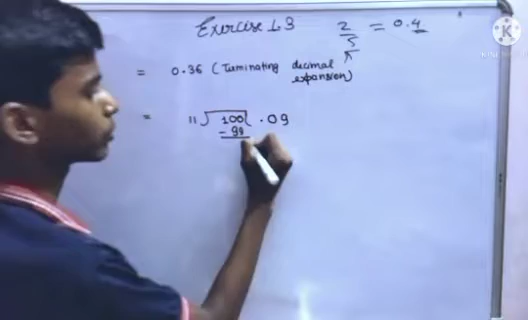 Exercise 1.3
2/5 = 0.4
= 0.36 (Terminating decimal expansion)
= 11 ) 100 ( .09
- 99